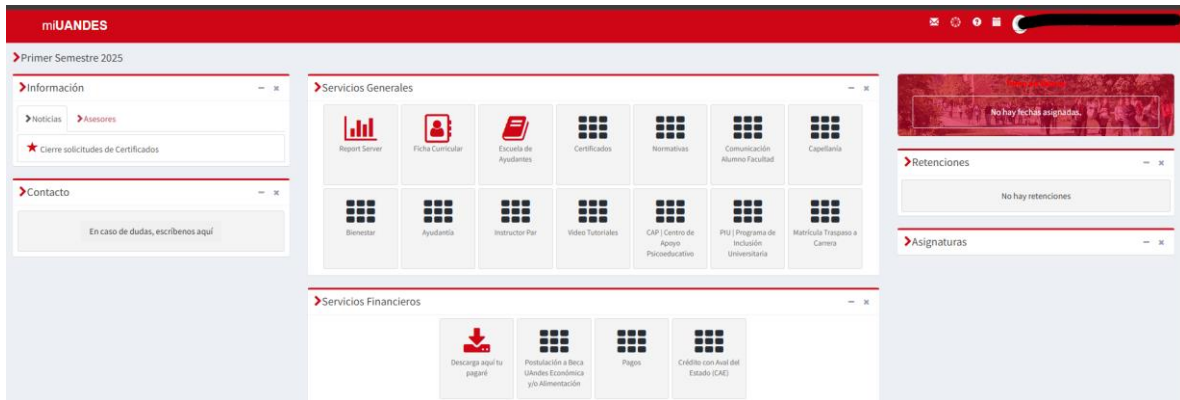 miUANDES
Primer Semestre 2025
Información
Noticias
Asesores
Cierre solicitudes de Certificados
Contacto
En caso de dudas, escríbenos aquí
Servicios Generales
Report Server
Ficha Curricular
Escuela de
Ayudantes
Certificados
Normativas
Comunicación
Alumno Facultad
Capellanía
Bienestar
Ayudantía
Instructor Par
Video Tutoriales
CAP | Centro de
Apoyo
Psicoeducativo
PIU | Programa de
Inclusión
Universitaria
Matrícula Traspaso a
Carrera
Servicios Financieros
Descarga aquí tu
pagaré
Postulación a Beca
UAndes Económica
y/o Alimentación
Pagos
Crédito con Aval del
Estado (CAE)
No hay fechas asignadas.
Retenciones
No hay retenciones
Asignaturas